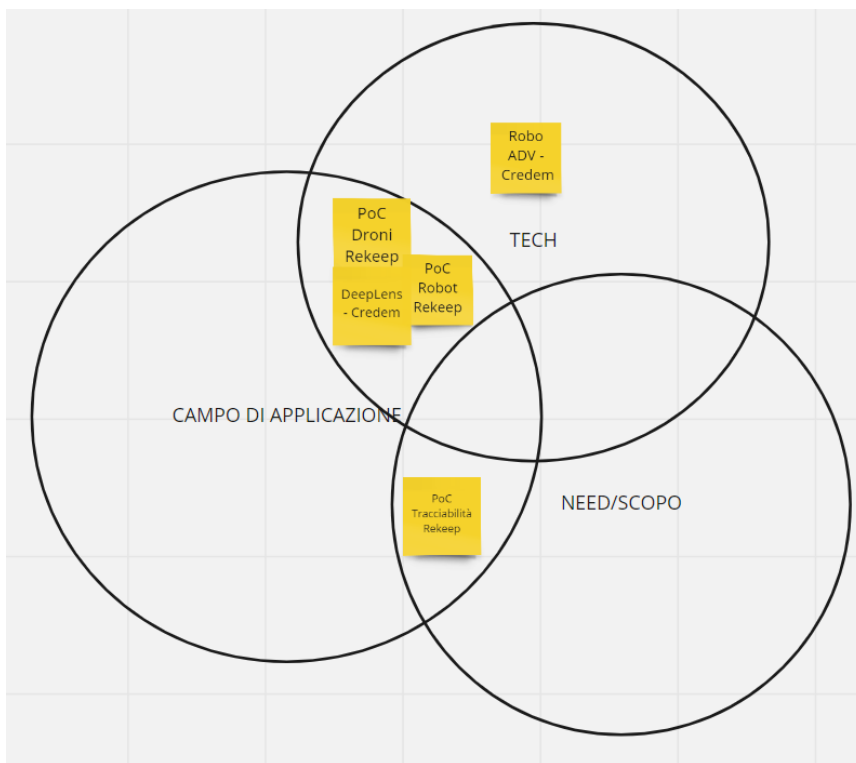 Robo
ADV -
Credem
PoC
Droni
Rekeep
TECH
PoC
Robot
Rekeep
DeepLens
- Credem
CAMPO DI APPLICAZIONE
PoC
Tracciabilità
Rekeep
NEED/SCOPO